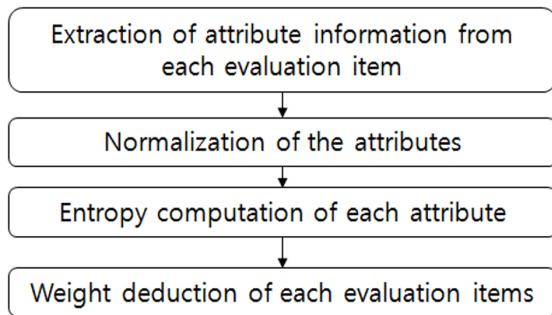 Extraction of attribute information from
each evaluation item
Normalization of the attributes
Entropy computation of each attribute
Weight deduction of each evaluation items